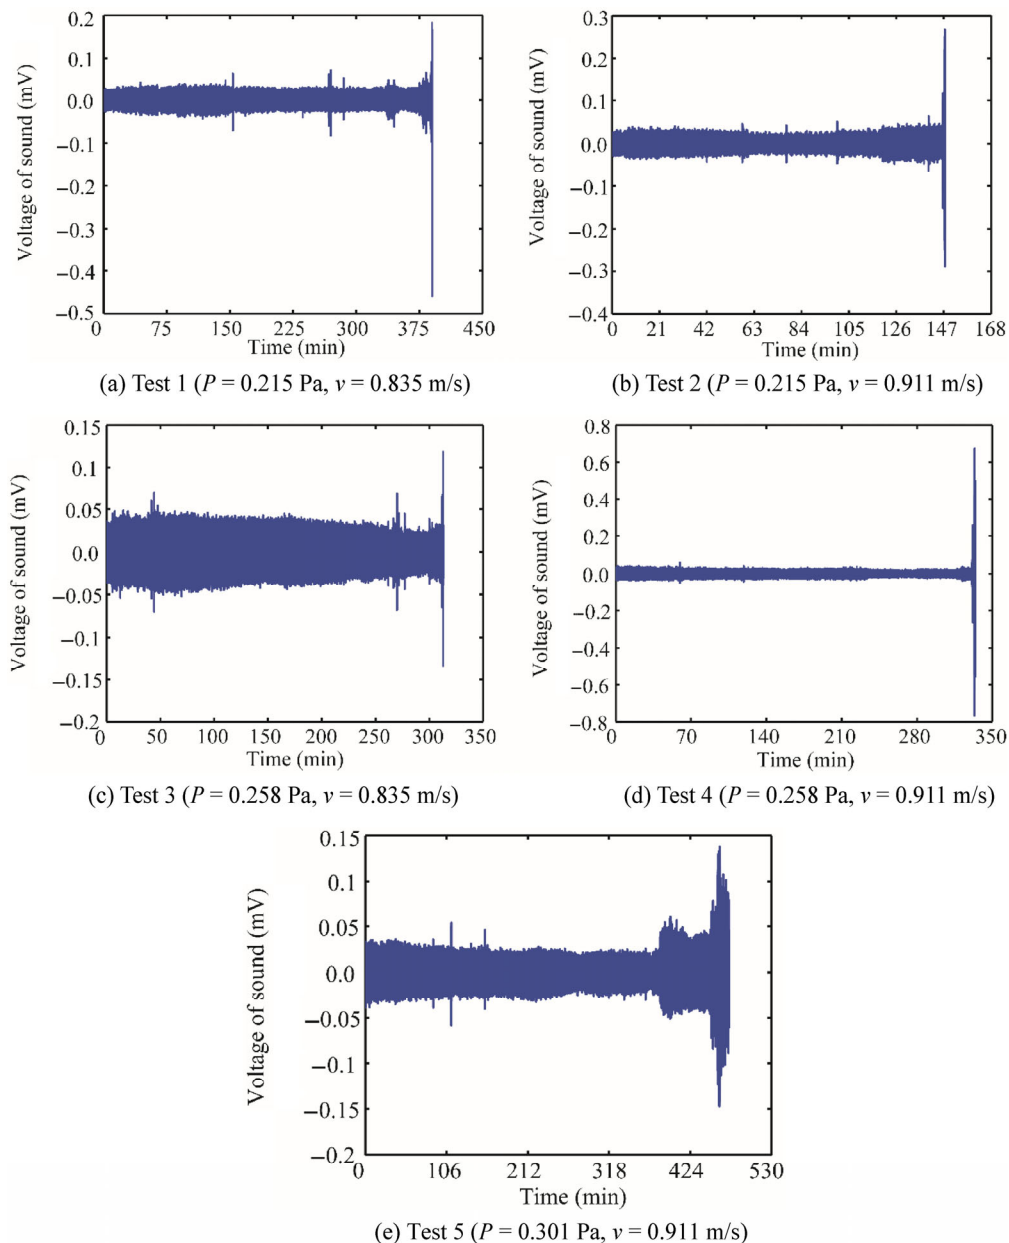 0.2
0.1
0.0
−0.1
−0.2
−0.3
−0.4
−0.5
Voltage of sound (mV)
0 75 150 225 300 375 450
Time (min)
(a) Test 1 (P = 0.215 Pa, v = 0.835 m/s)
0.3
0.2
0.1
0.0
−0.1
−0.2
−0.3
−0.4
Voltage of sound (mV)
0 21 42 63 84 105 126 147 168
Time (min)
(b) Test 2 (P = 0.215 Pa, v = 0.911 m/s)
0.15
0.1
0.05
0.0
−0.05
−0.1
−0.15
−0.2
Voltage of sound (mV)
0 50 100 150 200 250 300 350
Time (min)
(c) Test 3 (P = 0.258 Pa, v = 0.835 m/s)
0.8
0.6
0.4
0.2
0.0
−0.2
−0.4
−0.6
−0.8
Voltage of sound (mV)
0 70 140 210 280 350
Time (min)
(d) Test 4 (P = 0.258 Pa, v = 0.911 m/s)
0.15
0.1
0.05
0.0
−0.05
−0.1
−0.15
−0.2
Voltage of sound (mV)
0 106 212 318 424 530
Time (min)
(e) Test 5 (P = 0.301 Pa, v = 0.911 m/s)